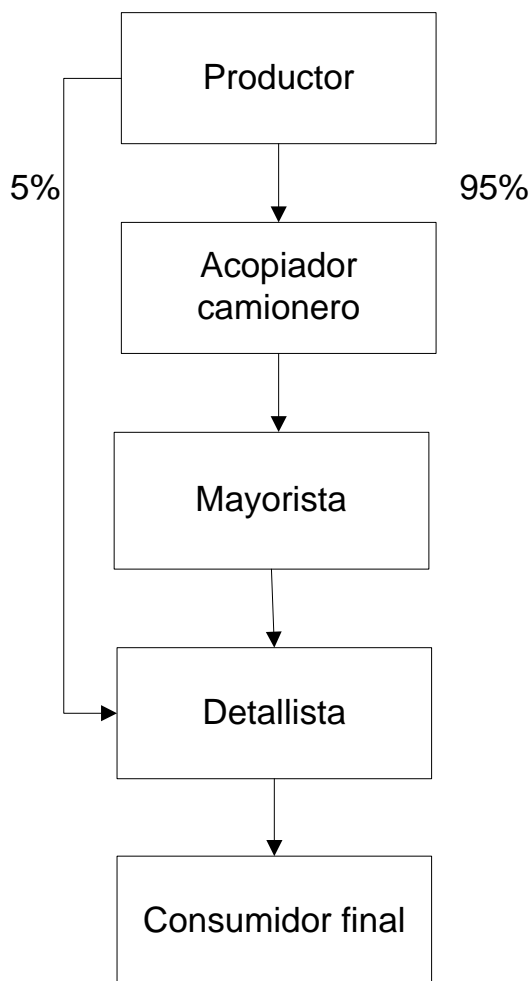 Productor
5%
95%
Acopiador
camionero
Mayorista
Detallista
Consumidor final